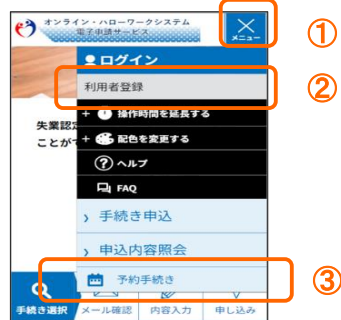 オンライン・ハローワークシステム
電子申請サービス
メニュー
①
ログイン
利用者登録
②
+ 操作時間を延長する
+ 配色を変更する
失業認定
ことが
? ヘルプ
FAQ
› 手続き申込
› 申込内容照会
予約手続き
③
手続き選択
メール確認
内容入力
申し込み